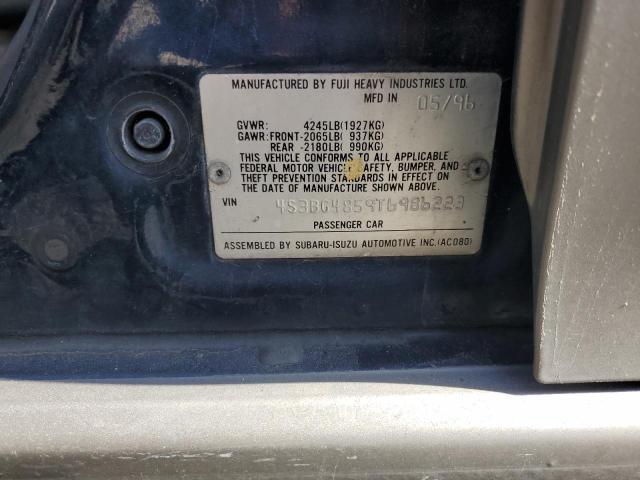 MANUFACTURED BY FUJI HEAVY INDUSTRIES LTD.
MFD IN 05/96
GVWR: 4245LB(1927KG)
GAWR:FRONT-2065LB( 937KG)
REAR -2180LB( 990KG)
THIS VEHICLE CONFORMS TO ALL APPLICABLE
FEDERAL MOTOR VEHICLE SAFETY, BUMPER, AND
THEFT PREVENTION STANDARDS IN EFFECT ON
THE DATE OF MANUFACTURE SHOWN ABOVE.
VIN 4S3BG4859T6986223
PASSENGER CAR
ASSEMBLED BY SUBARU-ISUZU AUTOMOTIVE INC.(AC080)